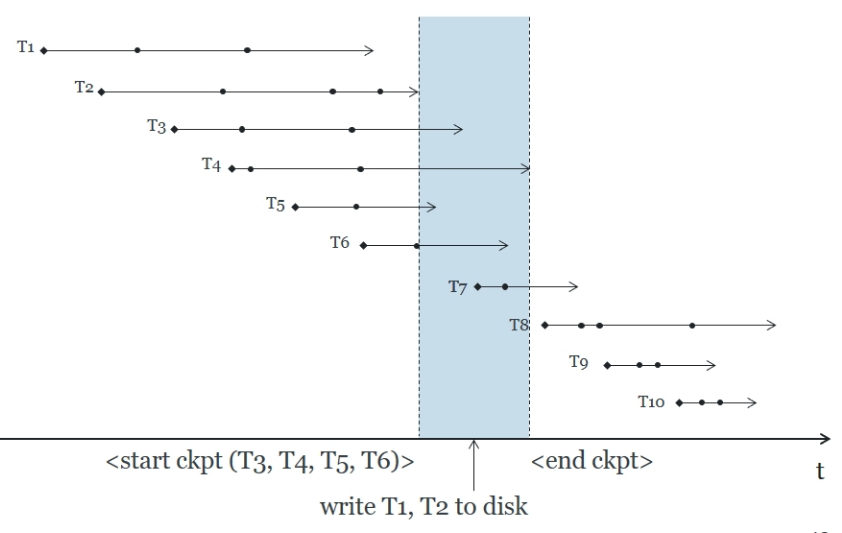 T1
T2
T3
T4
T5
T6
T7
T8
T9
T10
<start ckpt (T3, T4, T5, T6)>
<end ckpt>
t
write T1, T2 to disk